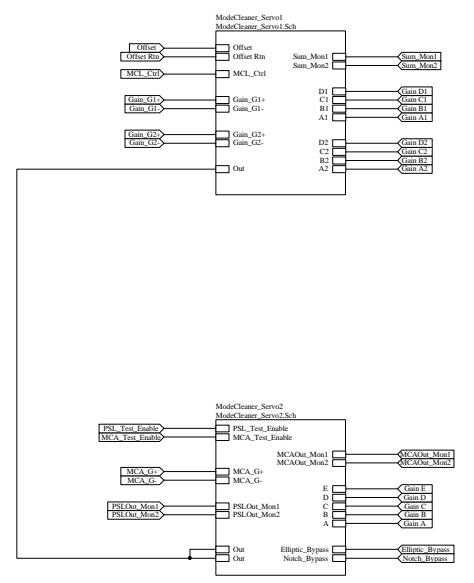 ModeCleaner_Servo1
ModeCleaner_Servo1.Sch
Offset Offset
Offset Rtn Offset Rtn Sum_Mon1 Sum_Mon1
Sum_Mon2 Sum_Mon2
MCL_Ctrl MCL_Ctrl
D1 Gain D1
Gain_G1+ Gain_G1+ C1 Gain C1
Gain_G1- Gain_G1- B1 Gain B1
A1 Gain A1
Gain_G2+ Gain_G2+
Gain_G2- Gain_G2- D2 Gain D2
C2 Gain C2
B2 Gain B2
Out A2 Gain A2
ModeCleaner_Servo2
ModeCleaner_Servo2.Sch
PSL_Test_Enable PSL_Test_Enable
MCA_Test_Enable MCA_Test_Enable
MCAOut_Mon1 MCAOut_Mon1
MCAOut_Mon2 MCAOut_Mon2
MCA_G+ MCA_G+
MCA_G- MCA_G-
E Gain E
D Gain D
PSLOut_Mon1 PSLOut_Mon1 C Gain C
PSLOut_Mon2 PSLOut_Mon2 B Gain B
A Gain A
Out Elliptic_Bypass Elliptic_Bypass
Out Notch_Bypass Notch_Bypass